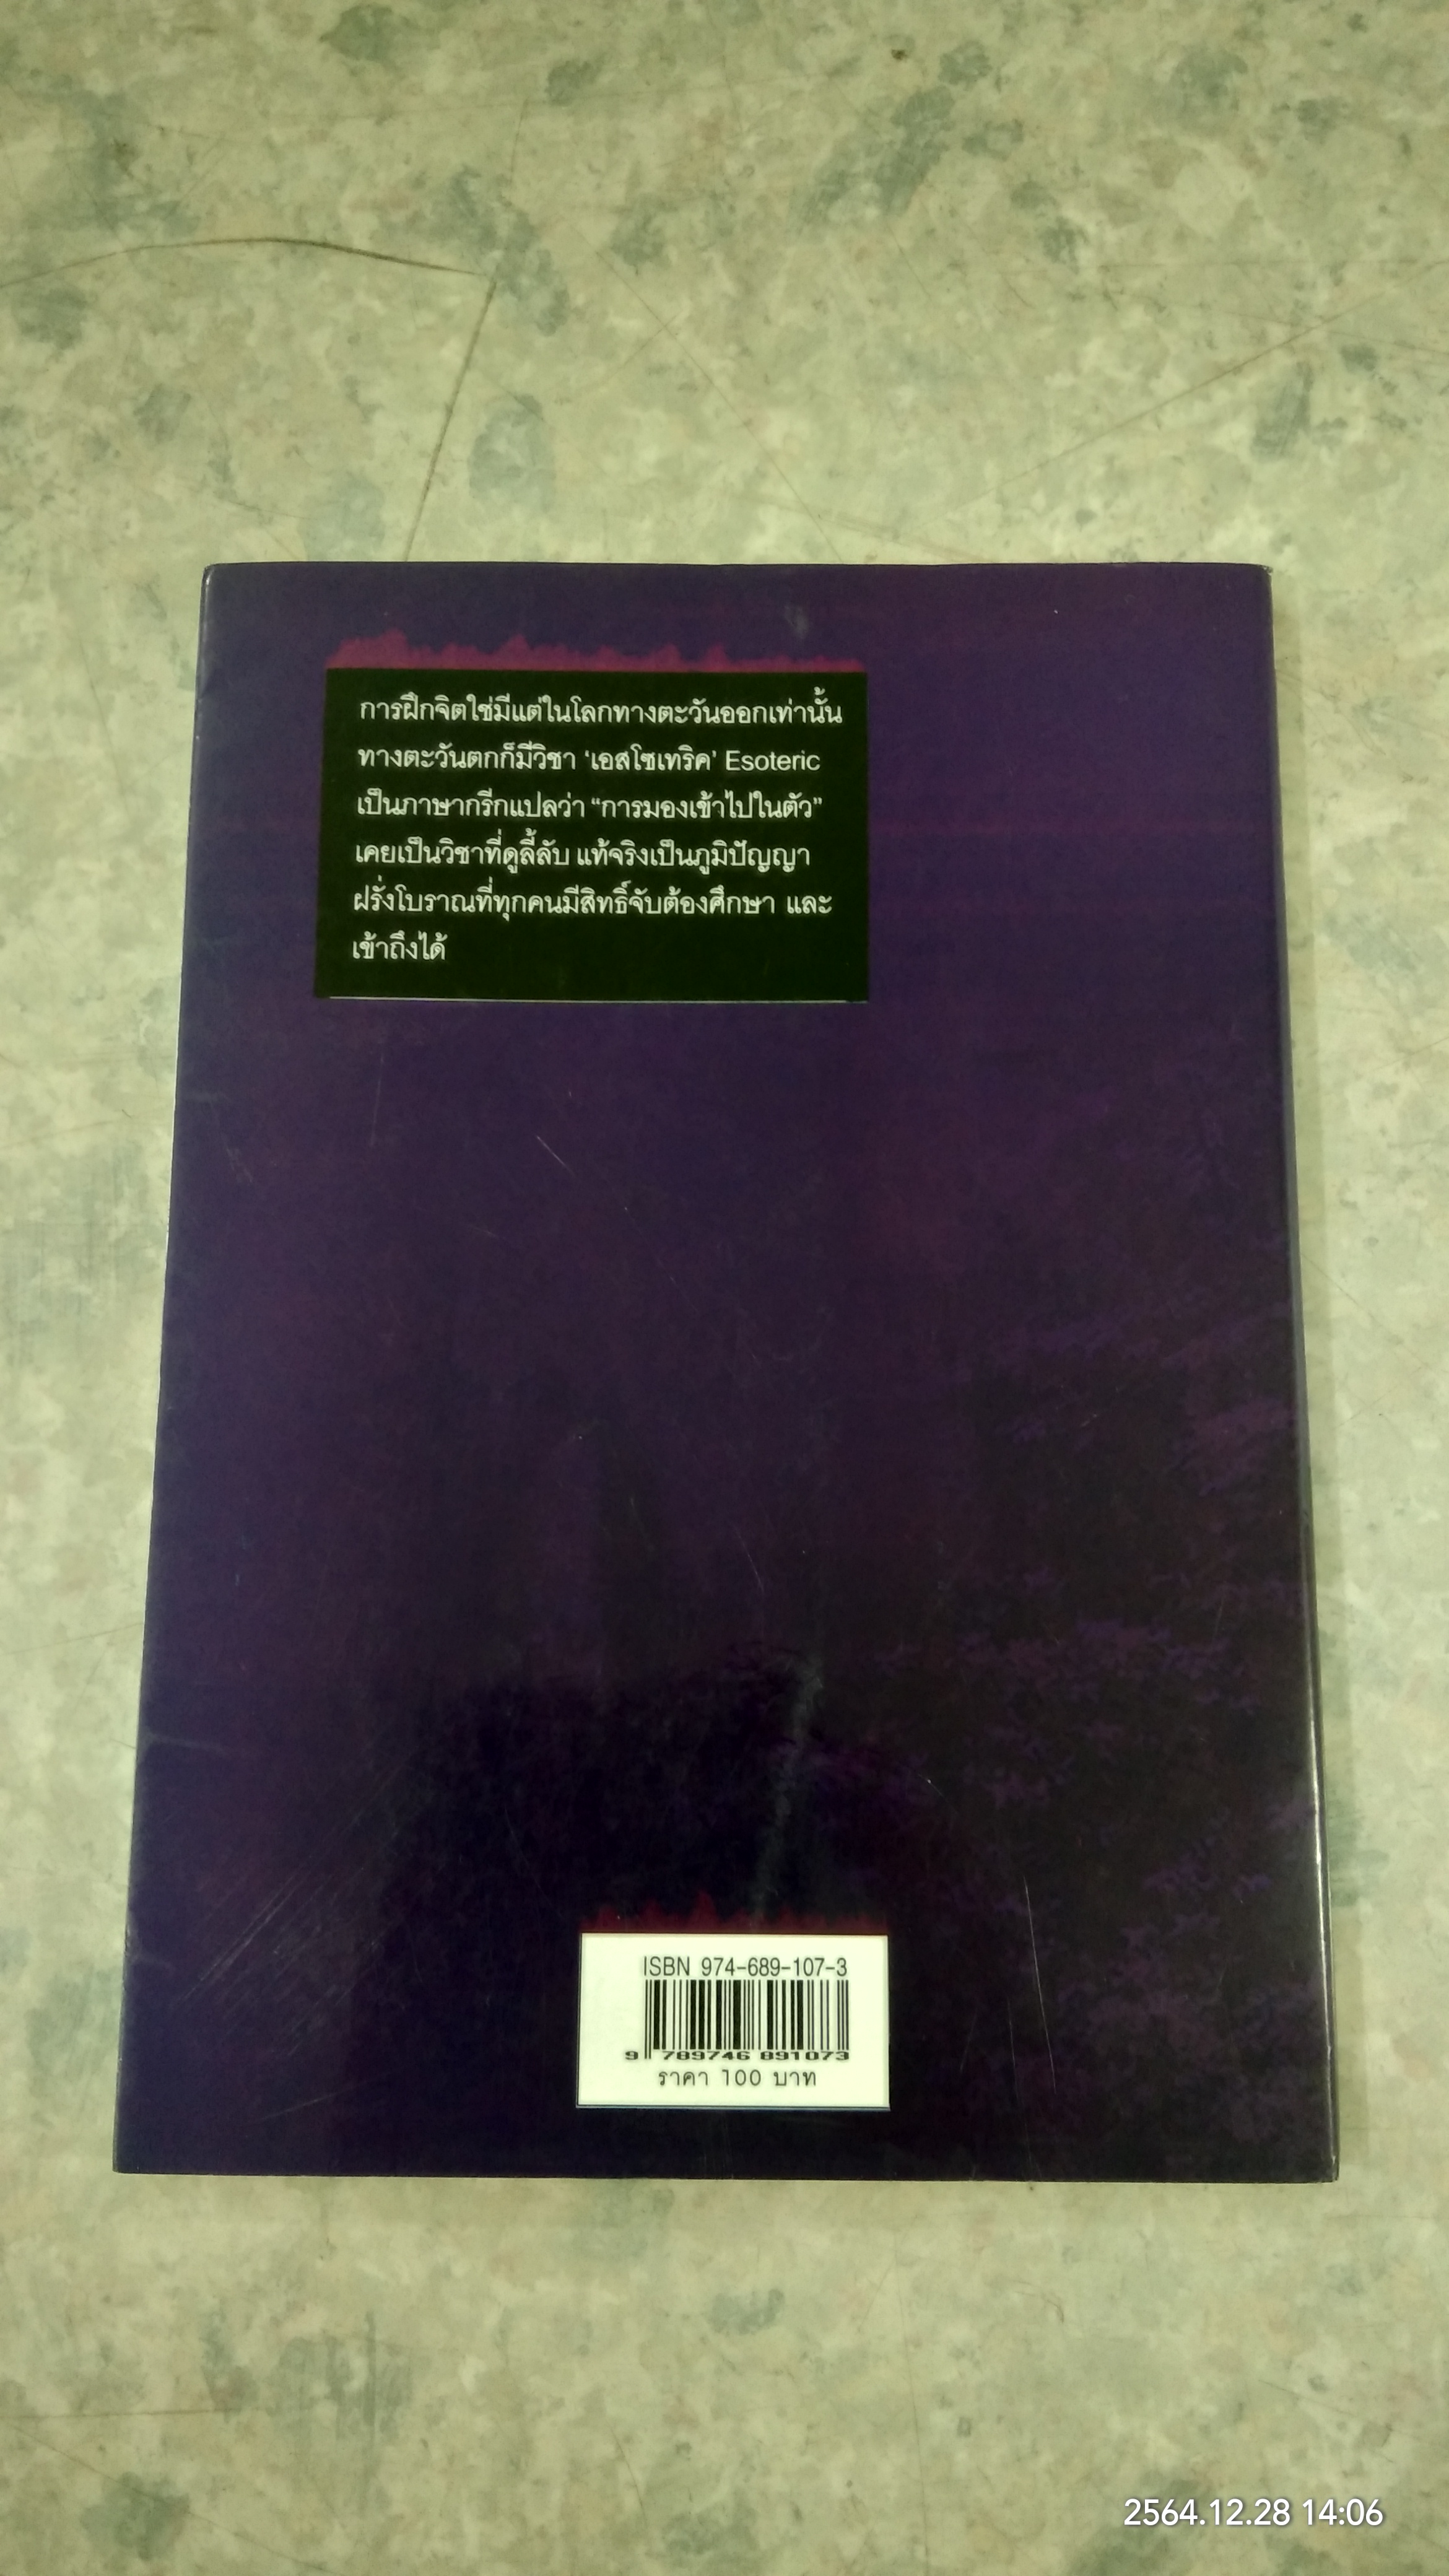 การฝึกจิตใช่มีแต่ในโลกทางตะวันออกเท่านั้น
ทางตะวันตกก็มีวิชา ‘เอสโซเทริค’ Esoteric
เป็นภาษากรีกแปลว่า “การมองเข้าไปในตัว”
เคยเป็นวิชาที่ดูลี้ลับ แท้จริงเป็นภูมิปัญญา
ฝรั่งโบราณที่ทุกคนมีสิทธิ์จับต้องศึกษา และ
เข้าถึงได้
ISBN 974-689-107-3
9 789746 891073
ราคา 100 บาท
2564.12.28 14:06